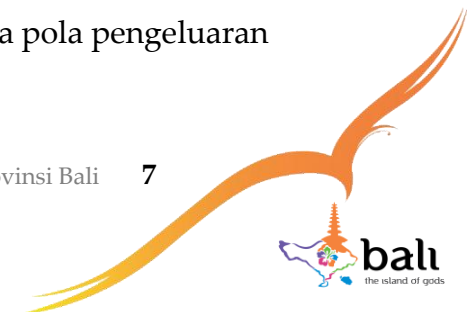 a pola pengeluaran
vinsi Bali 7
bali
the island of gods